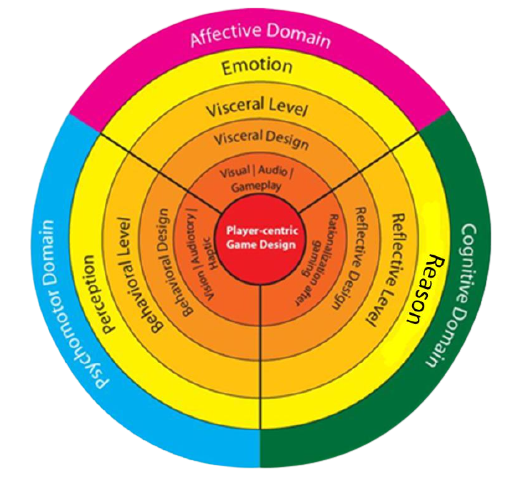 Affective Domain
Emotion
Visceral Level
Visceral Design
Visual | Audio |
Gameplay
Player-centric
Game Design
Psychomotor Domain
Perception
Behavioral Level
Behavioral Design
Vision | Audiotory |
Haptic
Cognitive Domain
Reason
Reflective Level
Reflective Design
Rationalization after
gaming